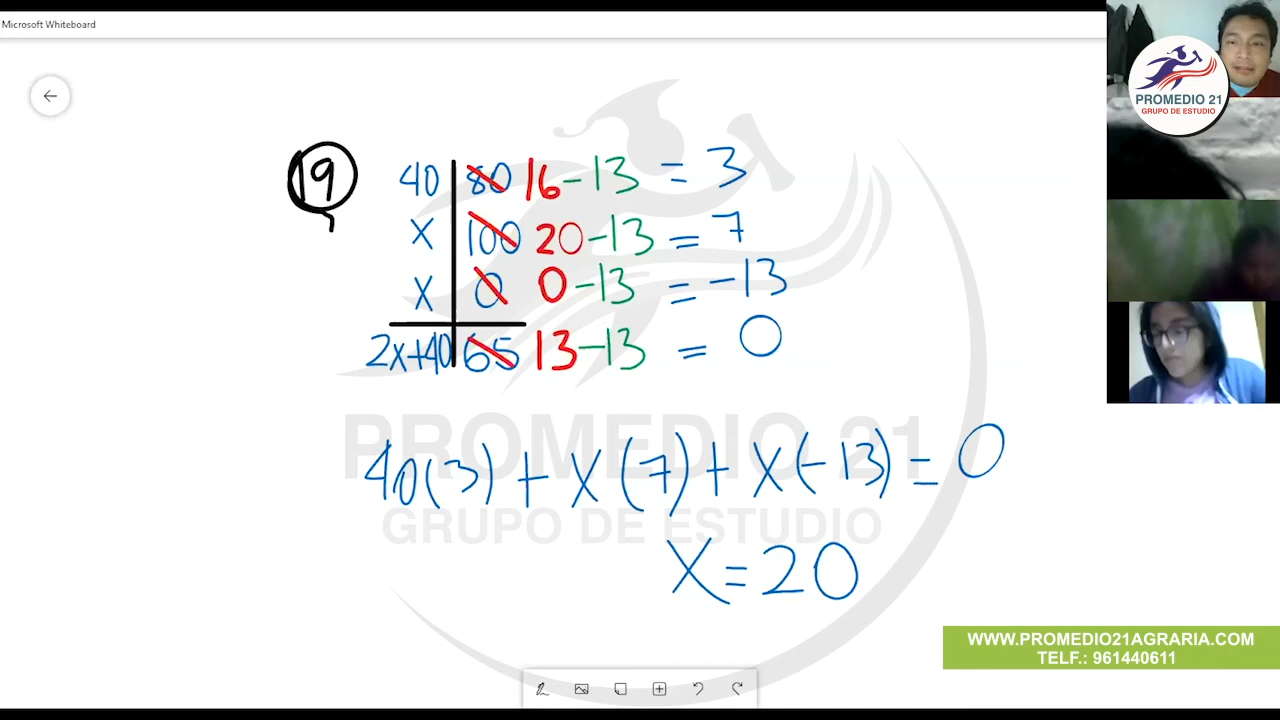 Microsoft Whiteboard
PROMEDIO 21
GRUPO DE ESTUDIO
19
40 80 16 -13 = 3
X 100 20 -13 = 7
X 0 0 -13 = -13
2x+40 65 13 -13 = 0
PROMEDIO 21
40(3) + X(7) + X(-13) = 0
GRUPO DE ESTUDIO
X = 20
WWW.PROMEDIO21AGRARIA.COM
TELF.: 961440611